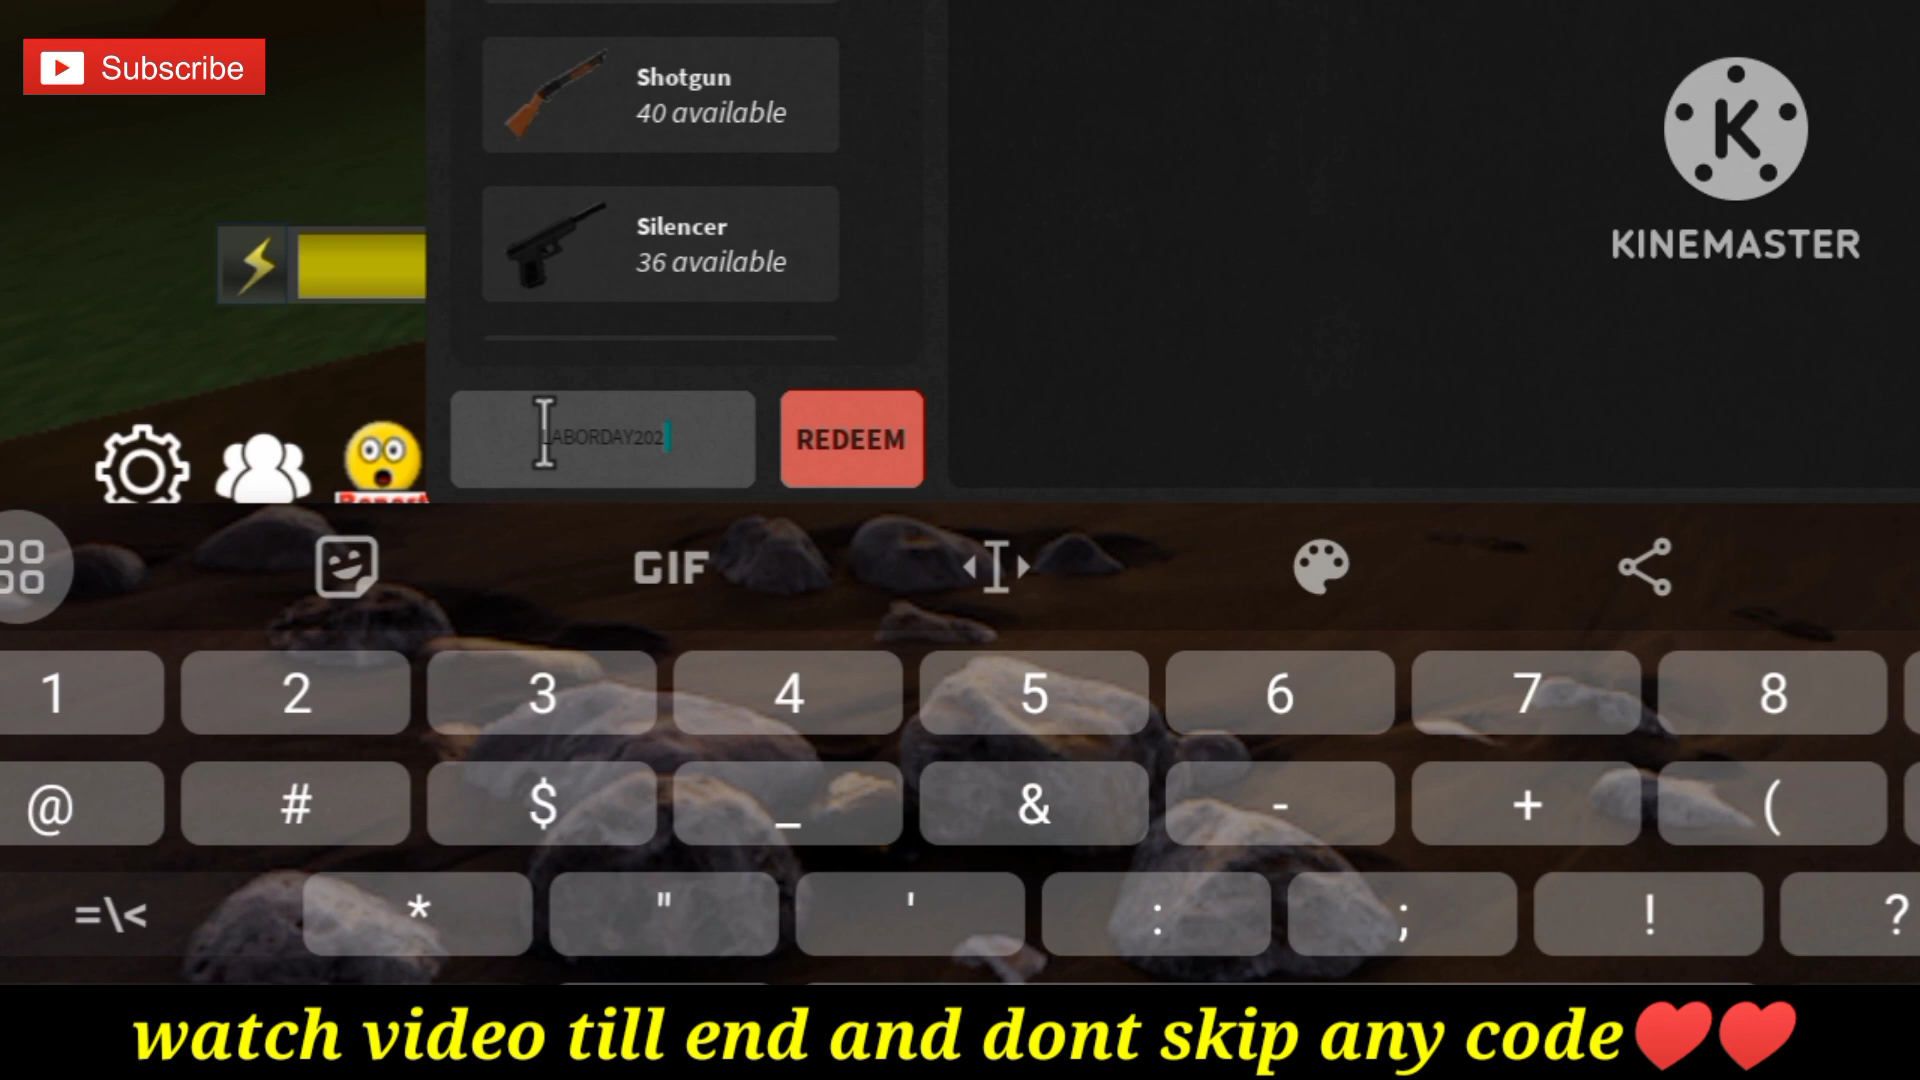 Subscribe
Shotgun
40 available
Silencer
36 available
K
KINEMASTER
LABORDAY202
REDEEM
GIF
1 2 3 4 5 6 7 8
@ # $ _ & - + (
=\< * " ' : ; ! ?
watch video till end and dont skip any code♥️♥️